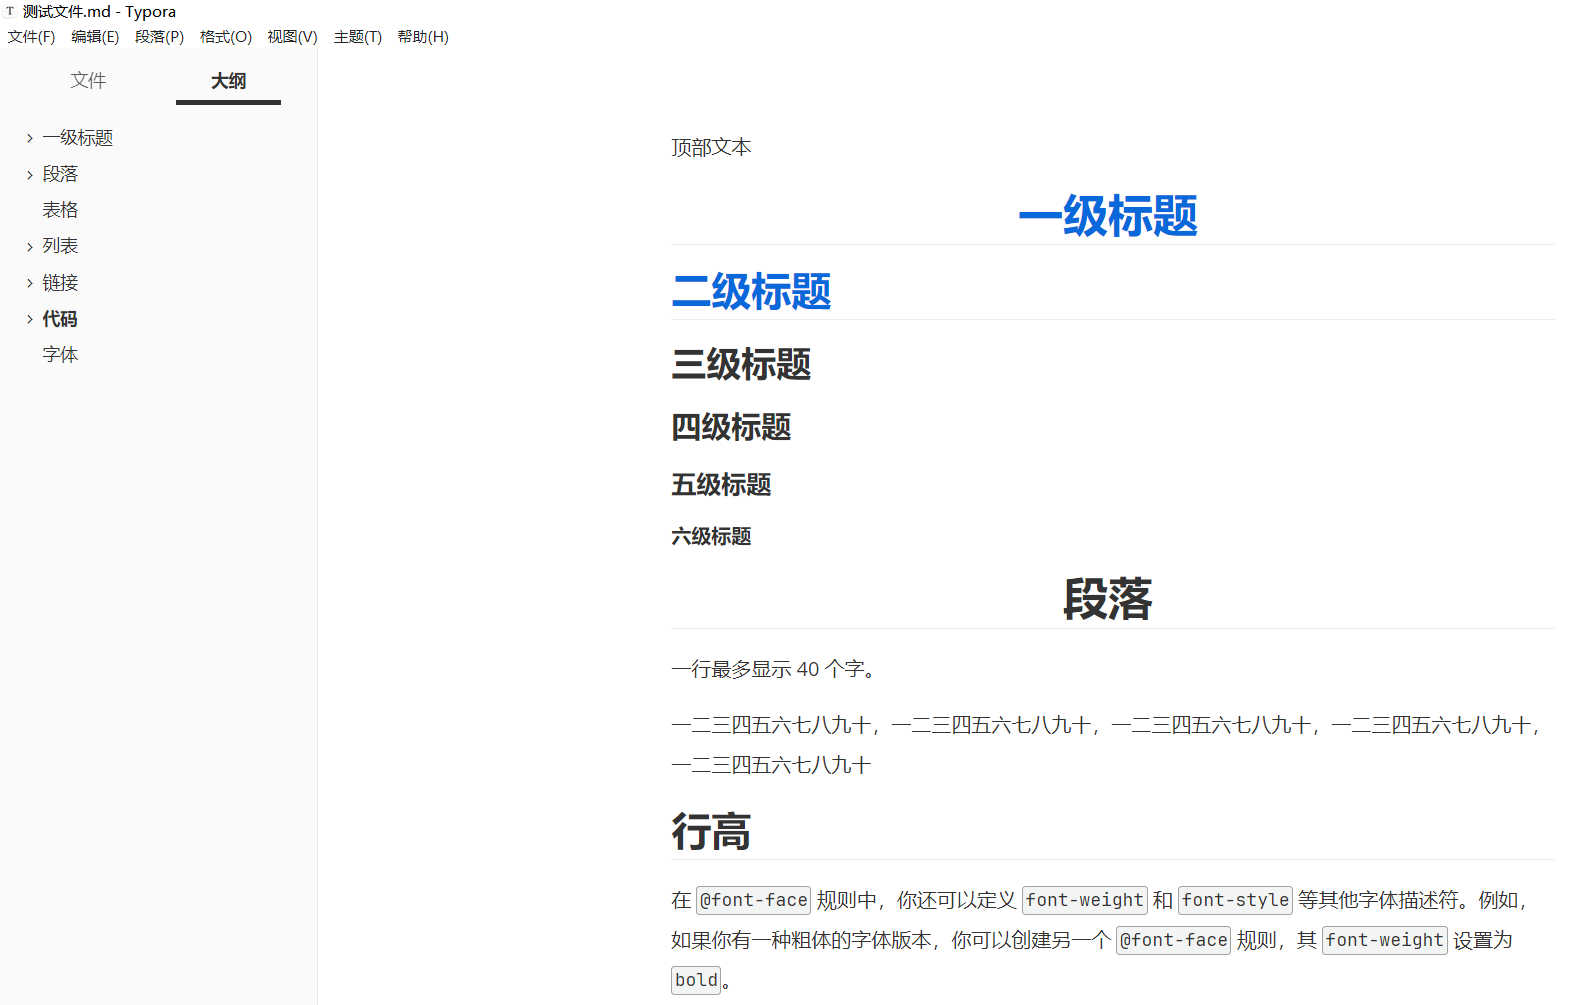 T 测试文件.md - Typora
文件(F) 编辑(E) 段落(P) 格式(O) 视图(V) 主题(T) 帮助(H)
文件 大纲
一级标题
段落
表格
列表
链接
代码
字体
顶部文本
一级标题
二级标题
三级标题
四级标题
五级标题
六级标题
段落
一行最多显示 40 个字。
一二三四五六七八九十，一二三四五六七八九十，一二三四五六七八九十，一二三四五六七八九十，
一二三四五六七八九十
行高
在 @font-face 规则中，你还可以定义 font-weight 和 font-style 等其他字体描述符。例如，
如果你有一种粗体的字体版本，你可以创建另一个 @font-face 规则，其 font-weight 设置为
bold。